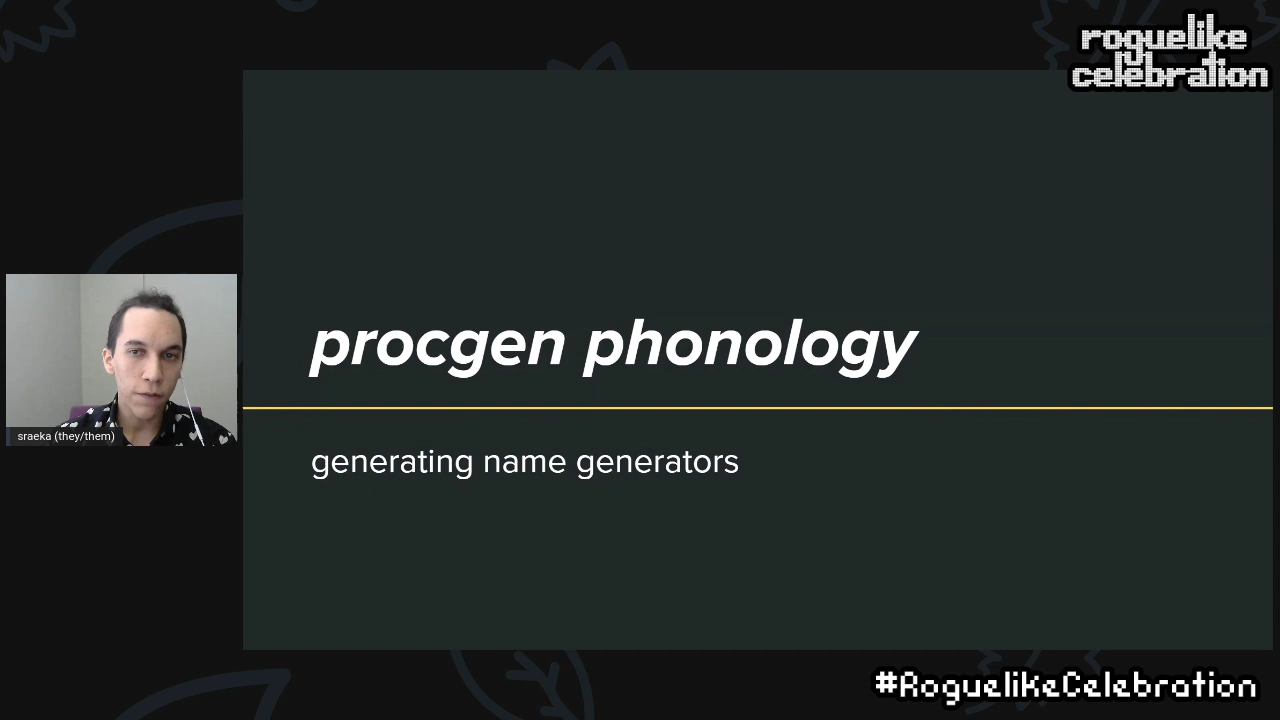 roguelike
celebration
procgen phonology
generating name generators
sraeka (they/them)
#RoguelikeCelebration